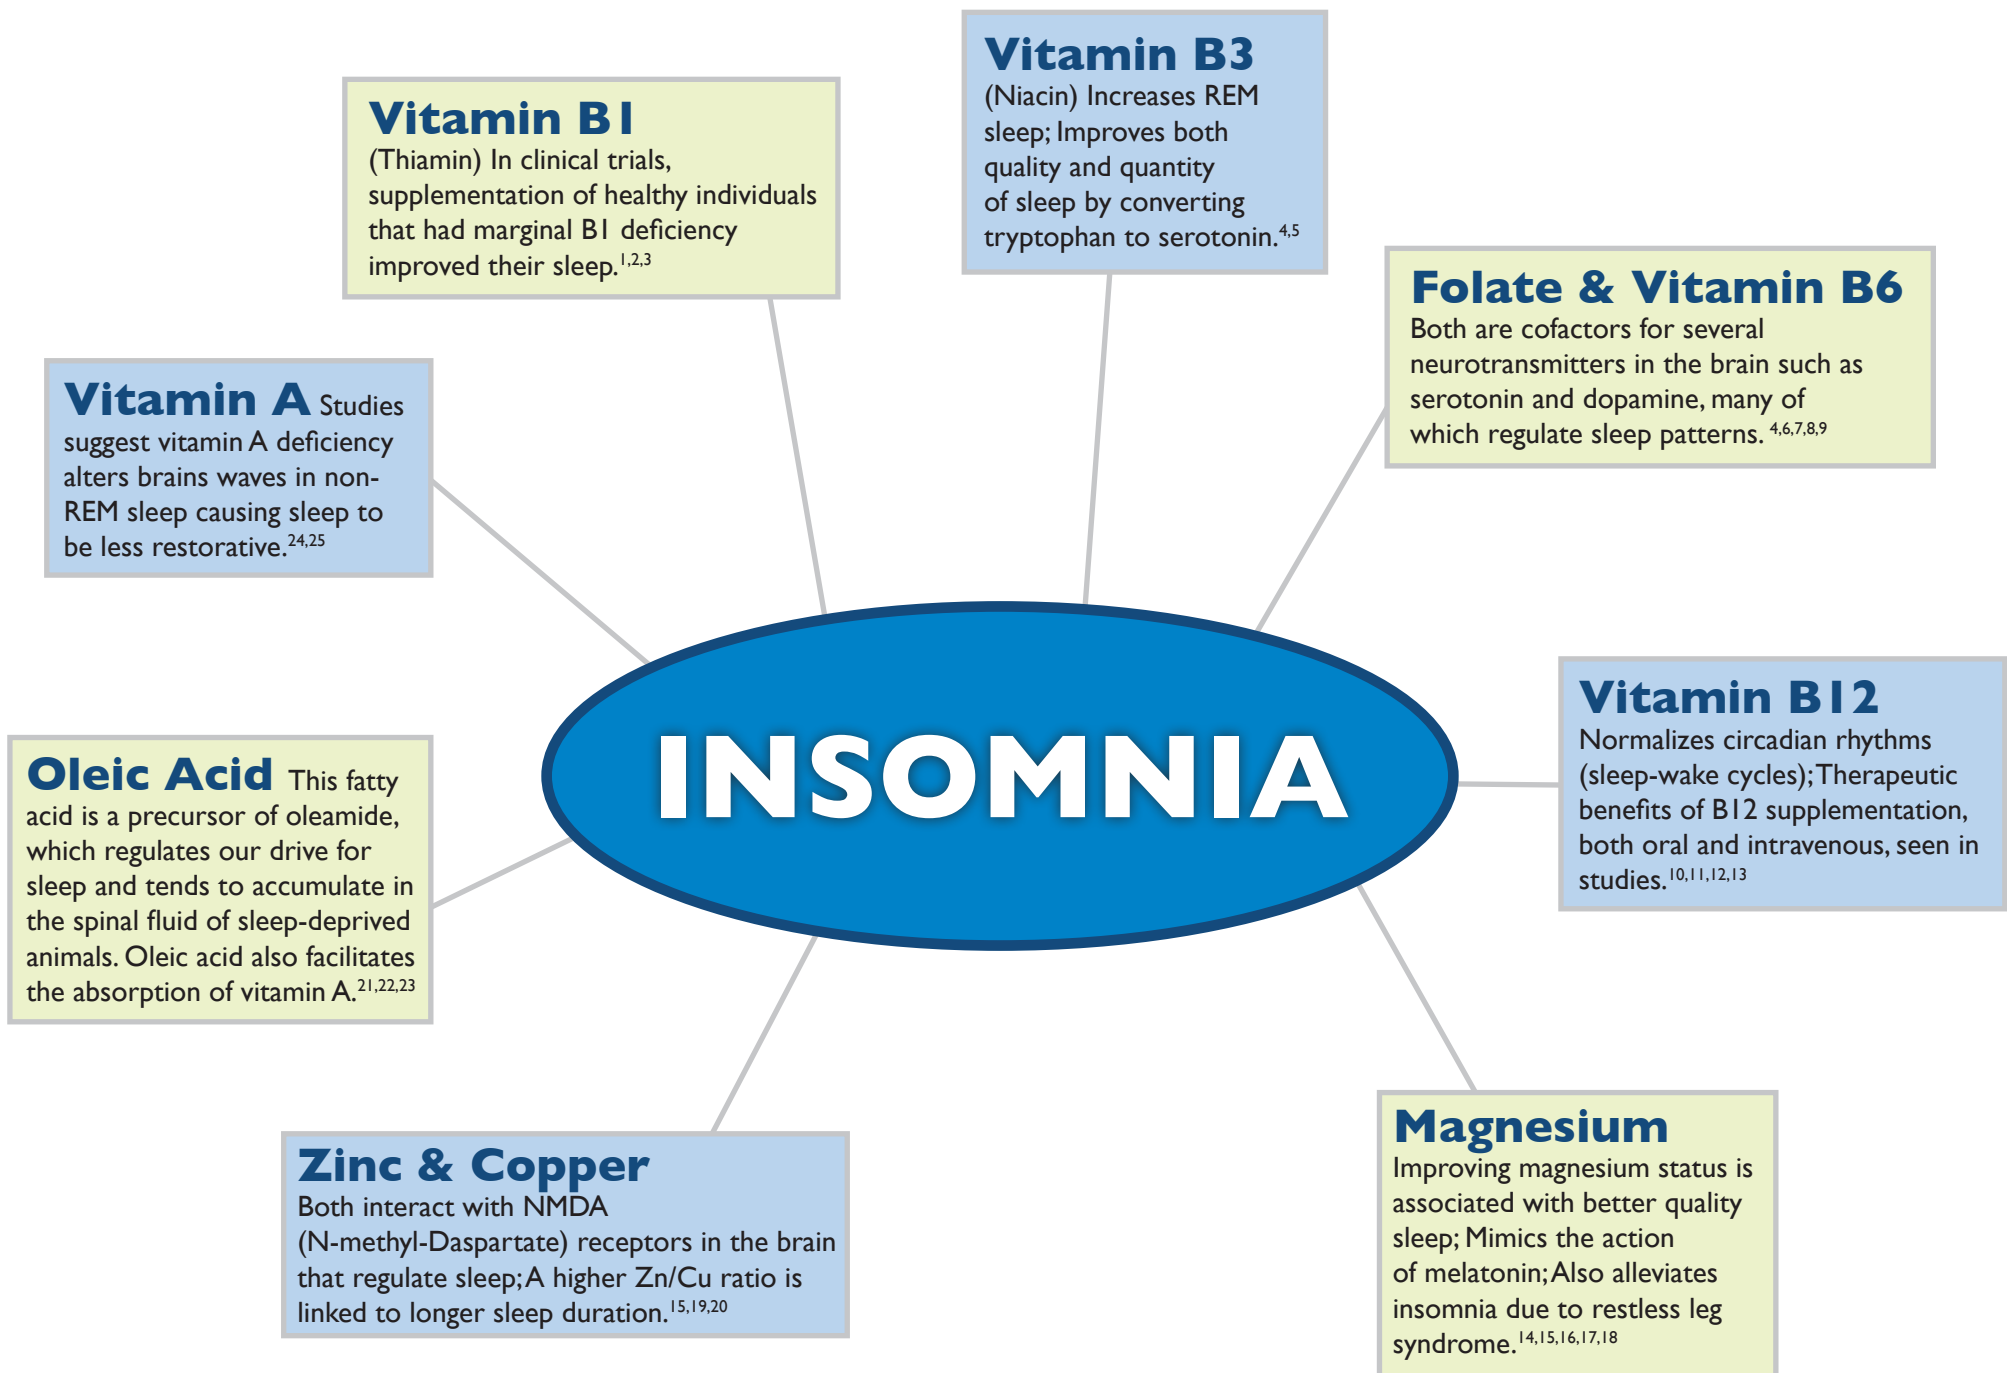 Vitamin B3
(Niacin) Increases REM
sleep; Improves both
quality and quantity
of sleep by converting
tryptophan to serotonin.4,5
Vitamin B1
(Thiamin) In clinical trials,
supplementation of healthy individuals
that had marginal B1 deficiency
improved their sleep.1,2,3
Folate & Vitamin B6
Both are cofactors for several
neurotransmitters in the brain such as
serotonin and dopamine, many of
which regulate sleep patterns. 4,6,7,8,9
Vitamin A Studies
suggest vitamin A deficiency
alters brains waves in non-
REM sleep causing sleep to
be less restorative.24,25
INSOMNIA
Vitamin B12
Normalizes circadian rhythms
(sleep-wake cycles); Therapeutic
benefits of B12 supplementation,
both oral and intravenous, seen in
studies.10,11,12,13
Oleic Acid This fatty
acid is a precursor of oleamide,
which regulates our drive for
sleep and tends to accumulate in
the spinal fluid of sleep-deprived
animals. Oleic acid also facilitates
the absorption of vitamin A.21,22,23
Magnesium
Improving magnesium status is
associated with better quality
sleep; Mimics the action
of melatonin; Also alleviates
insomnia due to restless leg
syndrome.14,15,16,17,18
Zinc & Copper
Both interact with NMDA
(N-methyl-Daspartate) receptors in the brain
that regulate sleep; A higher Zn/Cu ratio is
linked to longer sleep duration.15,19,20